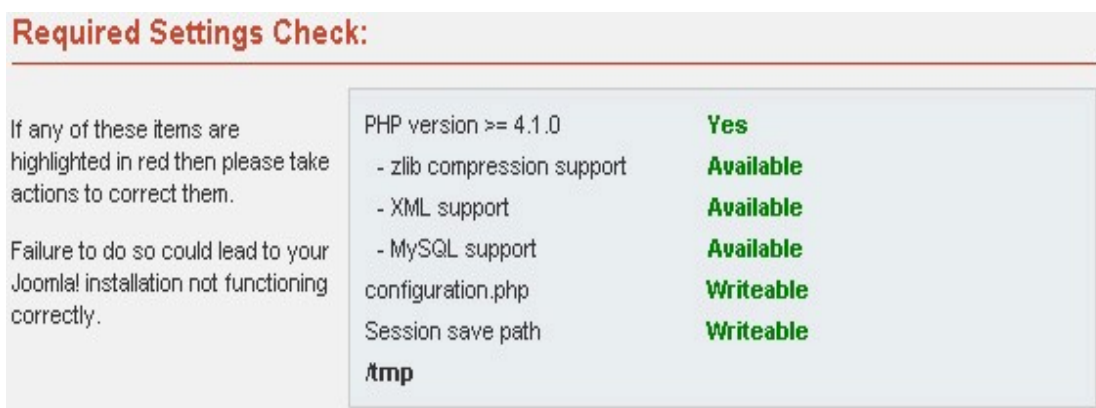 Required Settings Check:
If any of these items are
highlighted in red then please take
actions to correct them.
Failure to do so could lead to your
Joomla! installation not functioning
correctly.
PHP version >= 4.1.0 Yes
- zlib compression support Available
- XML support Available
- MySQL support Available
configuration.php Writeable
Session save path Writeable
/tmp